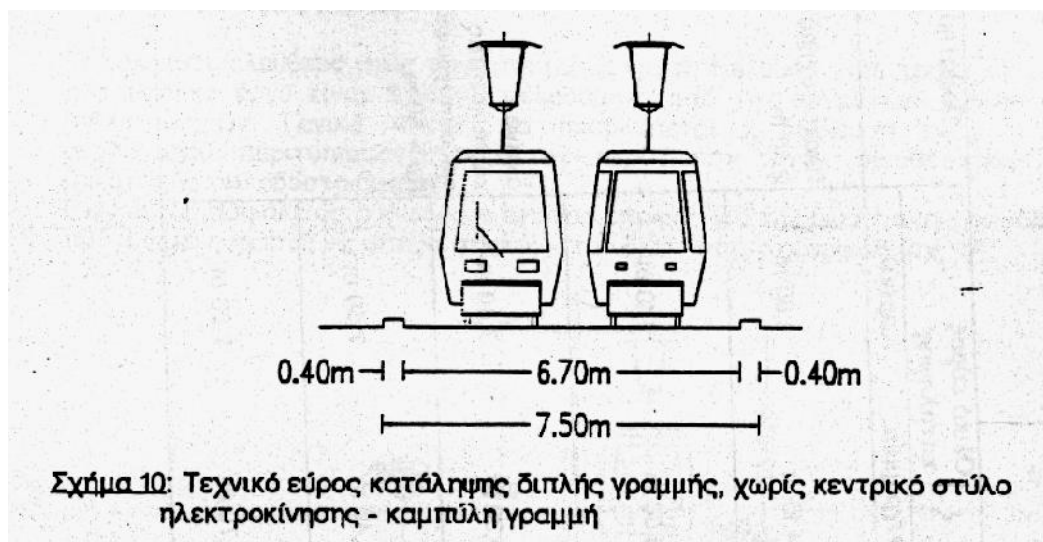 0.40m 6.70m 0.40m
7.50m
Σχήμα 10: Τεχνικό εύρος κατάληψης διπλής γραμμής, χωρίς κεντρικό στύλο
ηλεκτροκίνησης - καμπύλη γραμμή